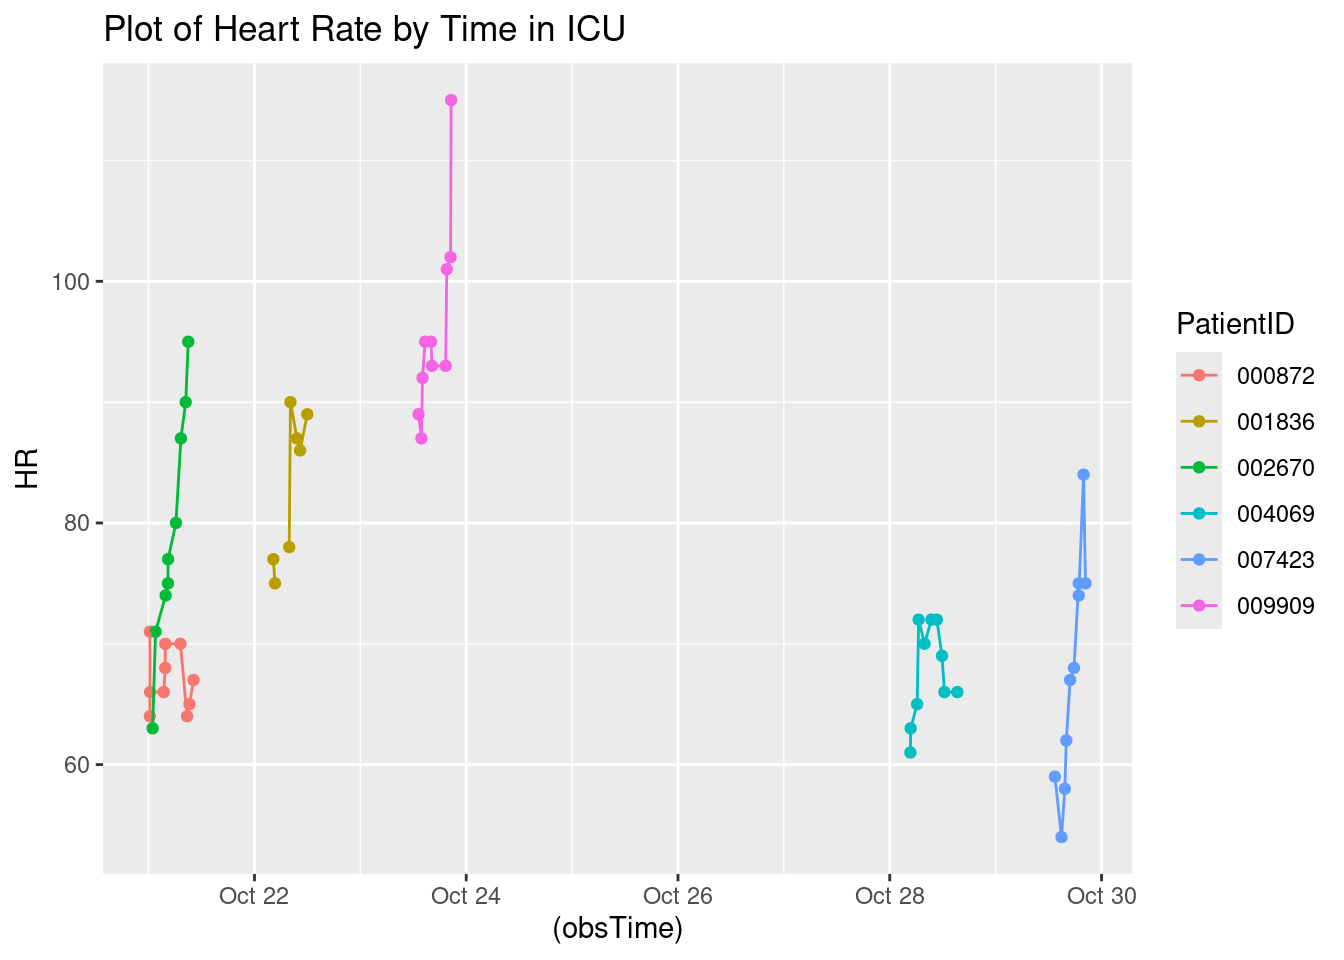 Plot of Heart Rate by Time in ICU
100
80
60
HR
Oct 22
Oct 24
Oct 26
Oct 28
Oct 30
(obsTime)
PatientID
000872
001836
002670
004069
007423
009909